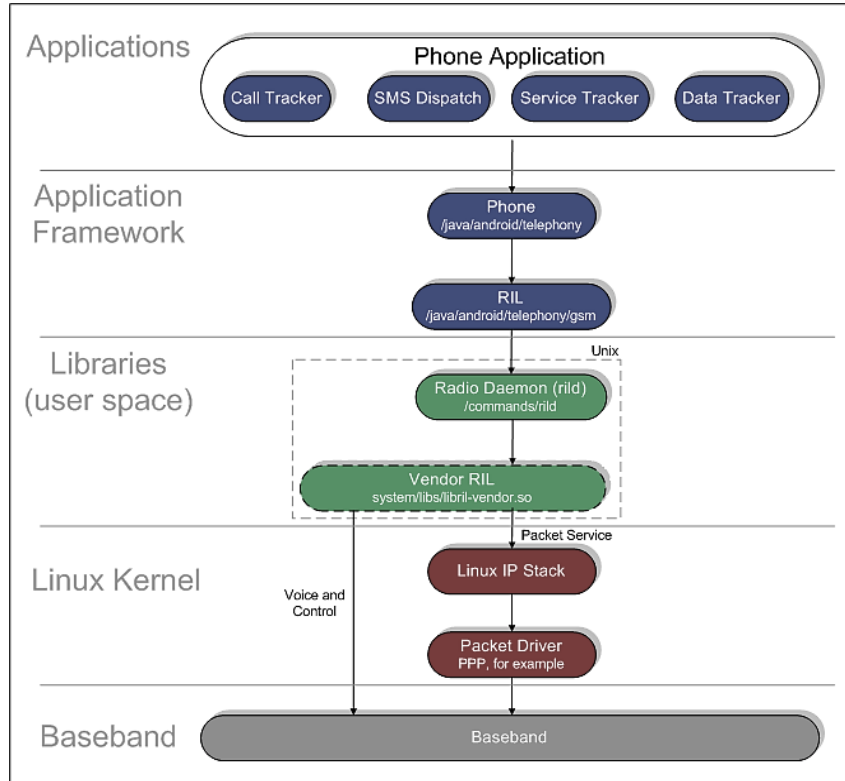 Applications
Phone Application
Call Tracker
SMS Dispatch
Service Tracker
Data Tracker
Application
Framework
Phone
/java/android/telephony
RIL
/java/android/telephony/gsm
Libraries
(user space)
Unix
Radio Daemon (rild)
/commands/rild
Vendor RIL
system/libs/libril-vendor.so
Packet Service
Linux Kernel
Linux IP Stack
Voice and
Control
Packet Driver
PPP, for example
Baseband
Baseband